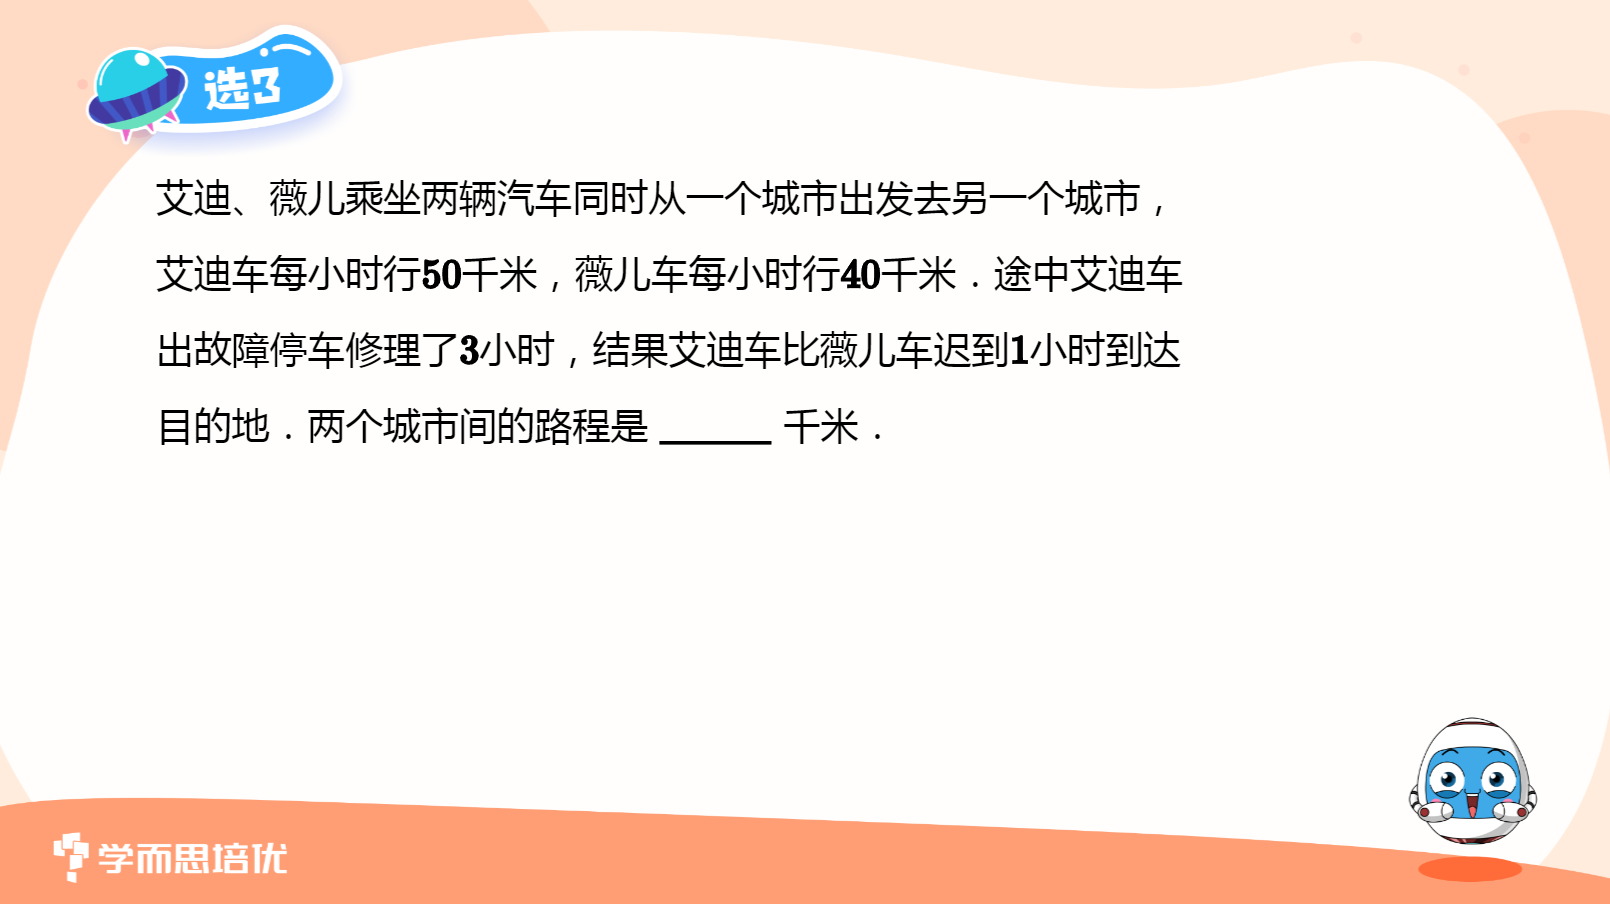 选3
艾迪、薇儿乘坐两辆汽车同时从一个城市出发去另一个城市，
艾迪车每小时行50千米，薇儿车每小时行40千米．途中艾迪车
出故障停车修理了3小时，结果艾迪车比薇儿车迟到1小时到达
目的地．两个城市间的路程是 ______ 千米．
学而思培优